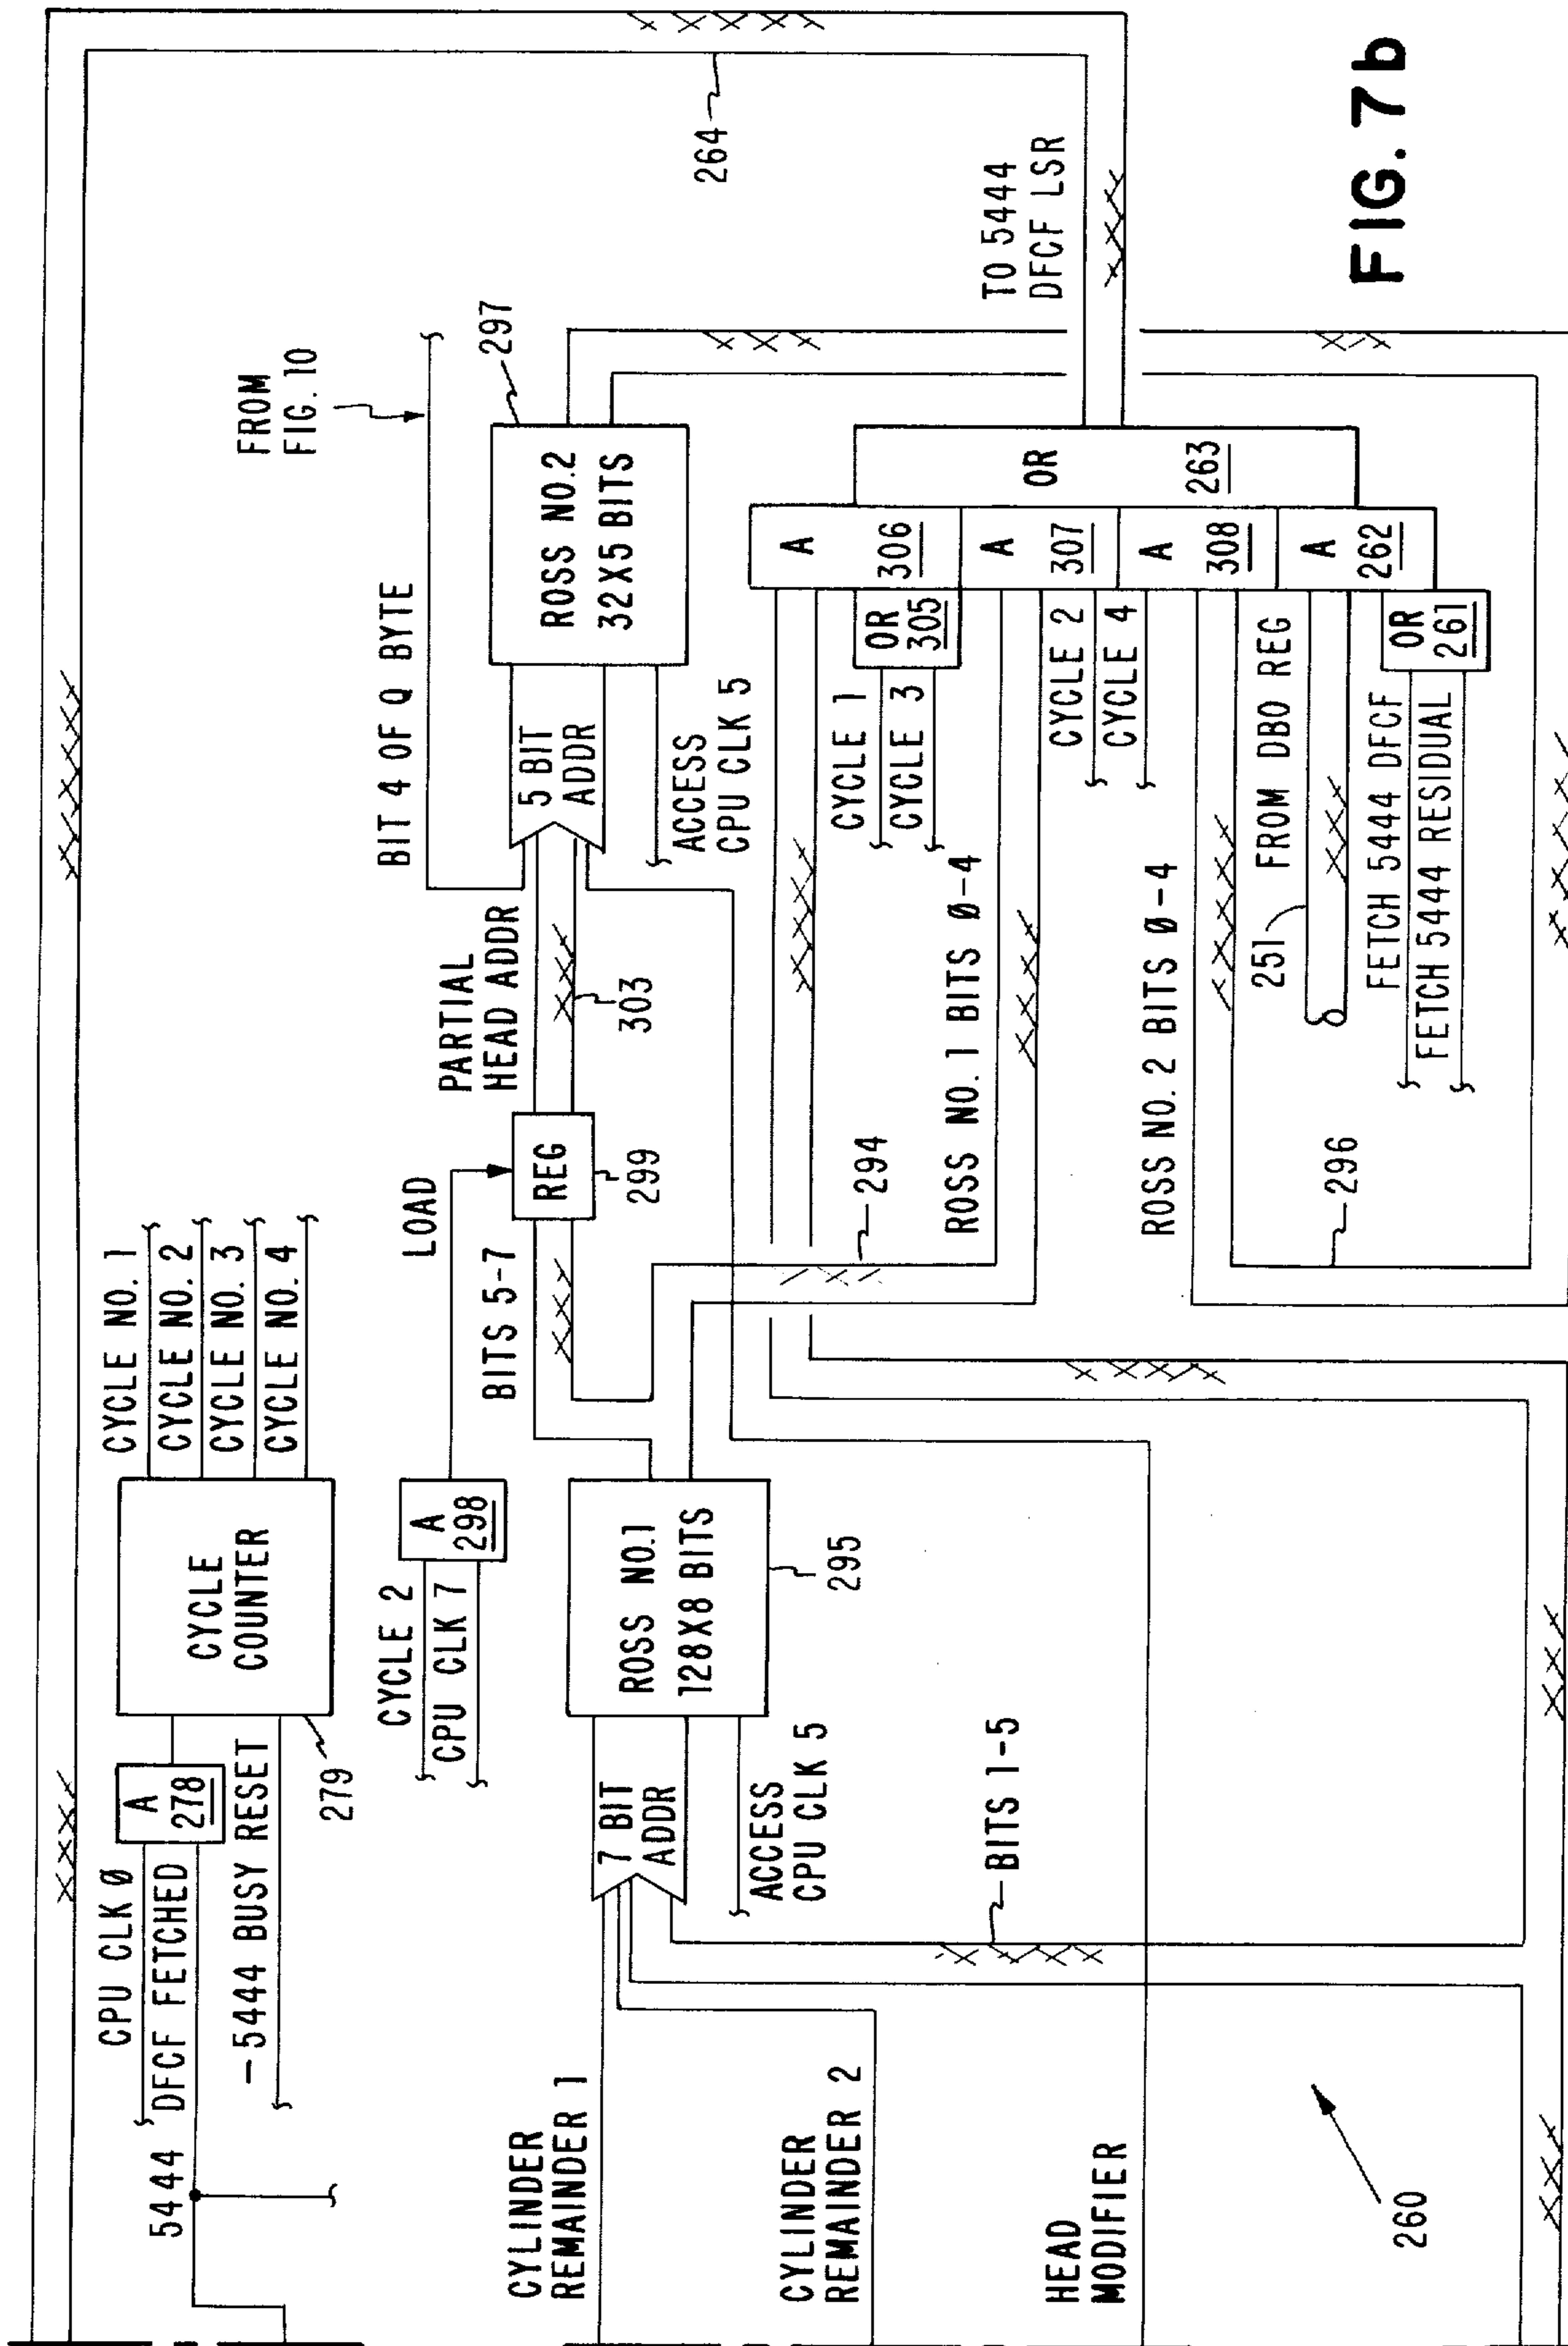 CPU CLK Ø
5444 DFCF FETCHED
−5444 BUSY RESET
A
278
279
CYCLE
COUNTER
CYCLE NO. 1
CYCLE NO. 2
CYCLE NO. 3
CYCLE NO. 4
CYCLE 2
CPU CLK 7
A
298
LOAD
BITS 5-7
REG
299
PARTIAL
HEAD ADDR
303
BIT 4 OF Q BYTE
FROM
FIG. 10
5 BIT
ADDR
ROSS NO.2
32X5 BITS
297
ACCESS
CPU CLK 5
264
CYLINDER
REMAINDER 1
CYLINDER
REMAINDER 2
HEAD
MODIFIER
7 BIT
ADDR
ROSS NO.1
128X8 BITS
295
ACCESS
CPU CLK 5
BITS 1-5
294
CYCLE 1
CYCLE 3
OR
305
A
306
ROSS NO. 1 BITS Ø-4
CYCLE 2
CYCLE 4
A
307
ROSS NO. 2 BITS Ø-4
A
308
251
FROM DBO REG
A
262
FETCH 5444 DFCF
FETCH 5444 RESIDUAL
OR
261
OR
263
TO 5444
DFCF LSR
296
260
FIG. 7b